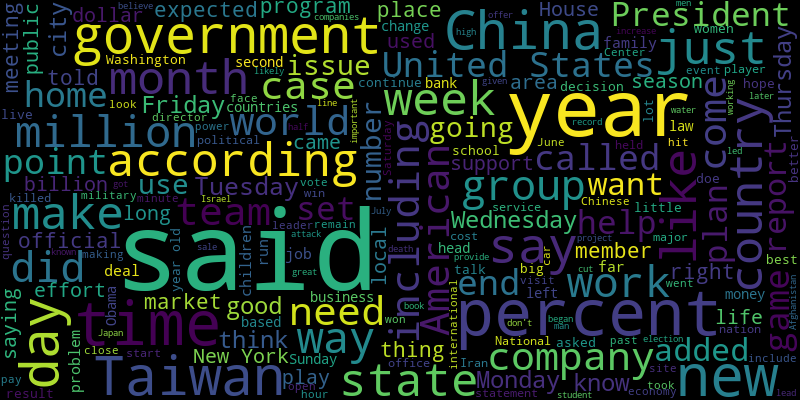 believe
companies
meeting
public
city
dollar
expected
program
place
House
President
offer
high
increase
men
government
Washington
second
issue
change
used
China
United States
just
Center
family
women
Thursday
told
month
case
likely
countries
continue
bank
area
decision
season
event
player
hope
home
look
Friday
face
line
important
week
year
lot
water
working
given
later
live
million
director
power
world
number
going
record
law
hit
come
better
point
according
political
came
half
Saturday
school
June
held
led
billion
use
Tuesday
vote
win
support
called
plan
country
report
killed
military
got
minute
Israel
including
American
group
want
Chinese
doe
like
question
make
long
team
set
local
Wednesday
service
help
little
official
year old
leader
remain
July
say
member
major
right
best
did
said
children
run
job
attack
head
cost
car
project
making
known
sale
great
death
talk
big
far
game
saying
effort
deal
business
international
end
visit
left
cut
work
went
money
life
Afghanistan
day
time
Obama
market
good
need
won
book
percent
provide
nation
problem
Japan
based
way
began
man
don't
past
election
include
close
New York
think
Sunday
thing
National
asked
company
added
pay
start
Taiwan
play
office
Iran
Monday
know
site
economy
took
new
result
hour
open
state
statement
student
lead